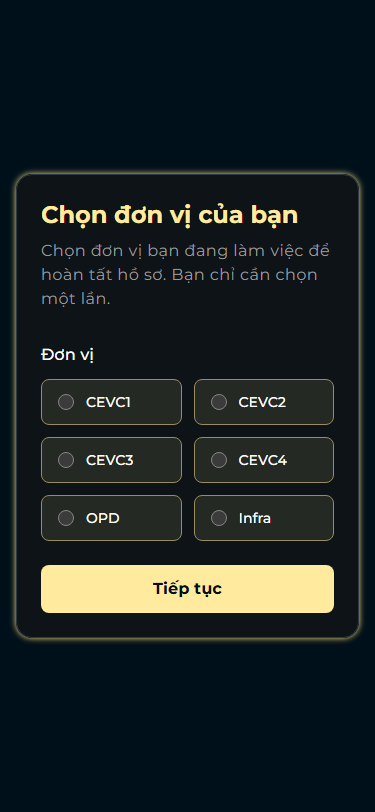 Chọn đơn vị của bạn
Chọn đơn vị bạn đang làm việc để
hoàn tất hồ sơ. Bạn chỉ cần chọn
một lần.
Đơn vị
CEVC1
CEVC2
CEVC3
CEVC4
OPD
Infra
Tiếp tục